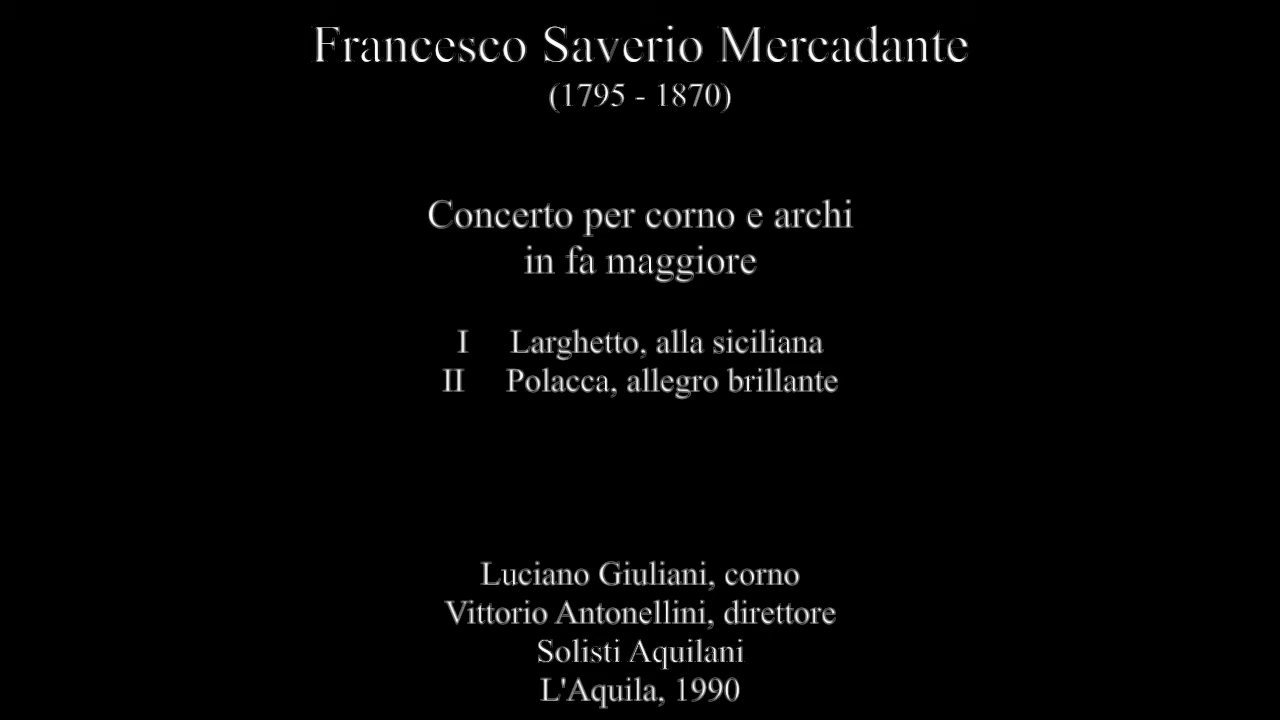 Francesco Saverio Mercadante
(1795 - 1870)
Concerto per corno e archi
in fa maggiore
I Larghetto, alla siciliana
II Polacca, allegro brillante
Luciano Giuliani, corno
Vittorio Antonellini, direttore
Solisti Aquilani
L'Aquila, 1990